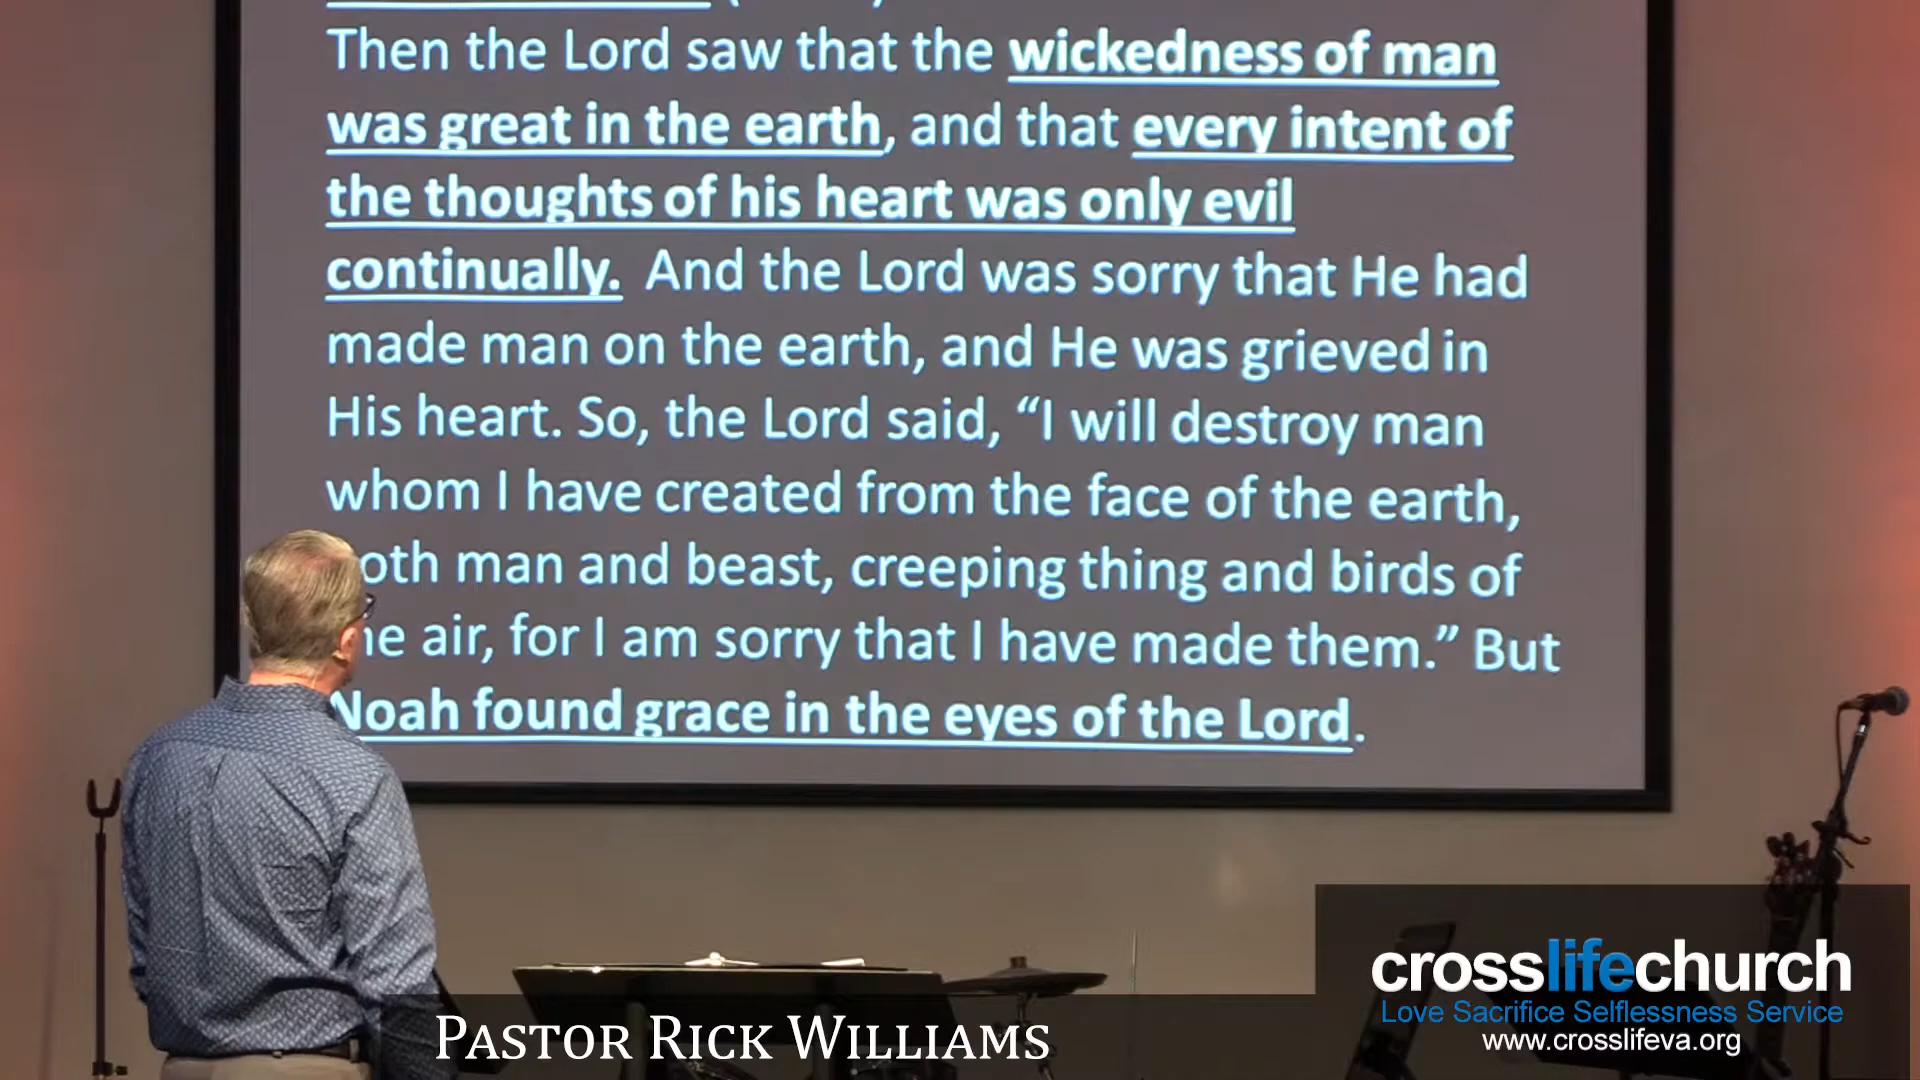 Then the Lord saw that the wickedness of man
was great in the earth, and that every intent of
the thoughts of his heart was only evil
continually. And the Lord was sorry that He had
made man on the earth, and He was grieved in
His heart. So, the Lord said, “I will destroy man
whom I have created from the face of the earth,
man and beast, creeping thing and birds of
air, for I am sorry that I have made them.” But
Noah found grace in the eyes of the Lord.
PASTOR RICK WILLIAMS
crosslifechurch
Love Sacrifice Selflessness Service
www.crosslifeva.org